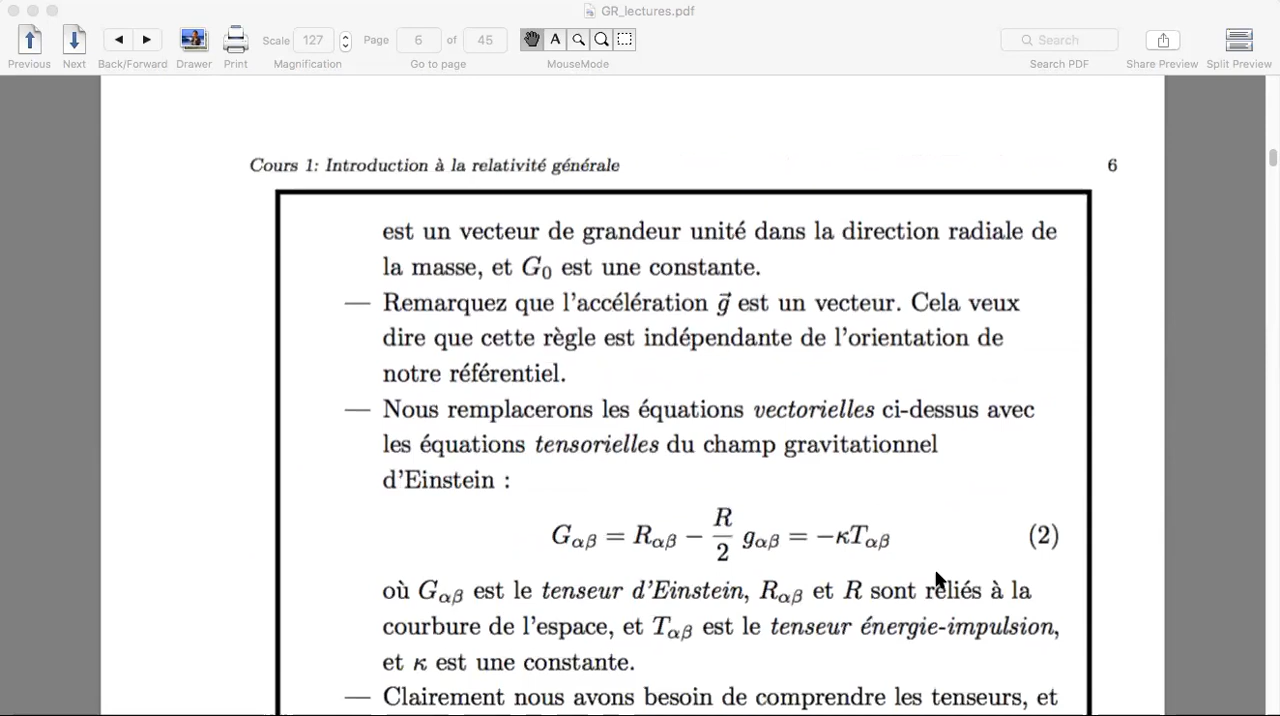 GR_lectures.pdf
Previous Next Back/Forward Drawer Print Scale 127 Magnification Page 6 of 45 Go to page A MouseMode Search Search PDF Share Preview Split Preview
Cours 1: Introduction à la relativité générale 6
est un vecteur de grandeur unité dans la direction radiale de
la masse, et G₀ est une constante.
— Remarquez que l'accélération g⃗ est un vecteur. Cela veux
dire que cette règle est indépendante de l'orientation de
notre référentiel.
— Nous remplacerons les équations vectorielles ci-dessus avec
les équations tensorielles du champ gravitationnel
d'Einstein :
Gαβ = Rαβ − R/2 gαβ = −κTαβ (2)
où Gαβ est le tenseur d'Einstein, Rαβ et R sont reliés à la
courbure de l'espace, et Tαβ est le tenseur énergie-impulsion,
et κ est une constante.
— Clairement nous avons besoin de comprendre les tenseurs, et